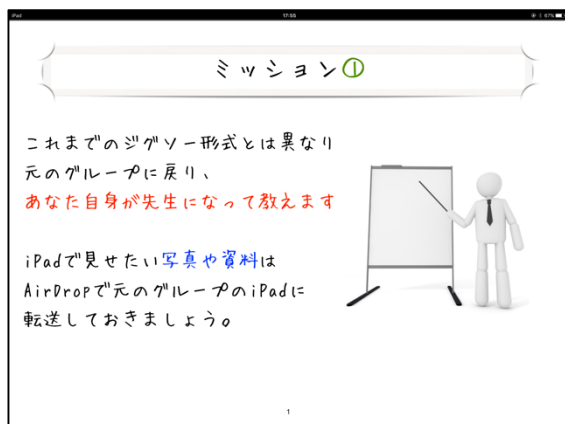 iPad 17:55 67%
ミッション①
これまでのジグソー形式とは異なり
元のグループに戻り、
あなた自身が先生になって教えます
iPadで見せたい写真や資料は
AirDropで元のグループのiPadに
転送しておきましょう。
1